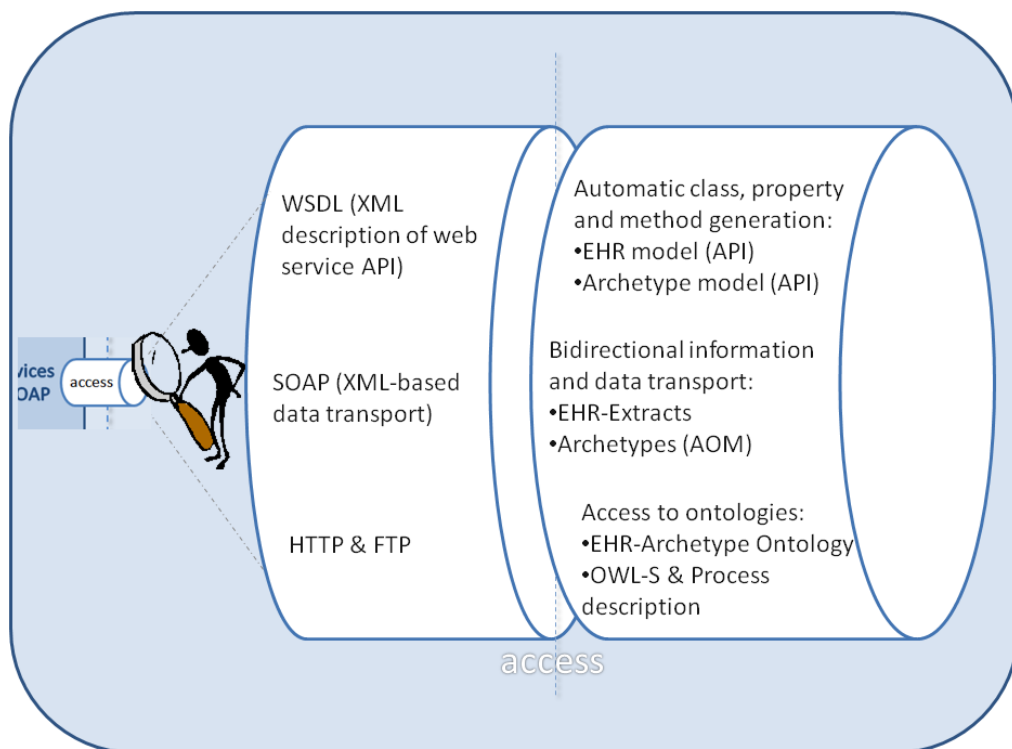 WSDL (XML
description of web
service API)
SOAP (XML-based
data transport)
HTTP & FTP
Automatic class, property
and method generation:
•EHR model (API)
•Archetype model (API)
Bidirectional information
and data transport:
•EHR-Extracts
•Archetypes (AOM)
Access to ontologies:
•EHR-Archetype Ontology
•OWL-S & Process
description
vices
OAP
access
access